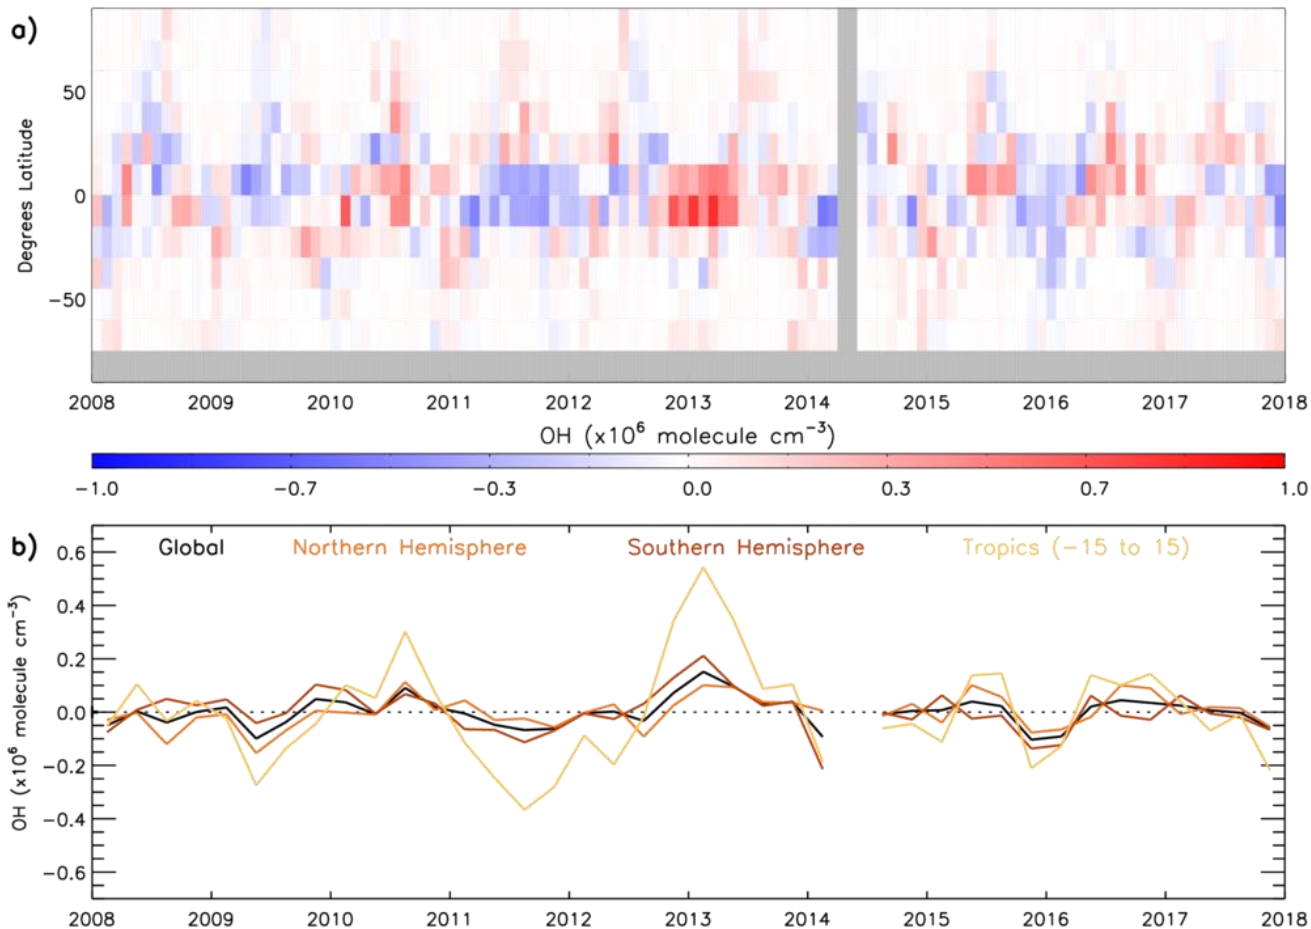 a)
Degrees Latitude
50
0
−50
2008 2009 2010 2011 2012 2013 2014 2015 2016 2017 2018
OH (x10⁶ molecule cm⁻³)
-1.0 -0.7 -0.3 0.0 0.3 0.7 1.0
b)
Global Northern Hemisphere Southern Hemisphere Tropics (-15 to 15)
OH (x10⁶ molecule cm⁻³)
0.6
0.4
0.2
0.0
-0.2
-0.4
-0.6
2008 2009 2010 2011 2012 2013 2014 2015 2016 2017 2018